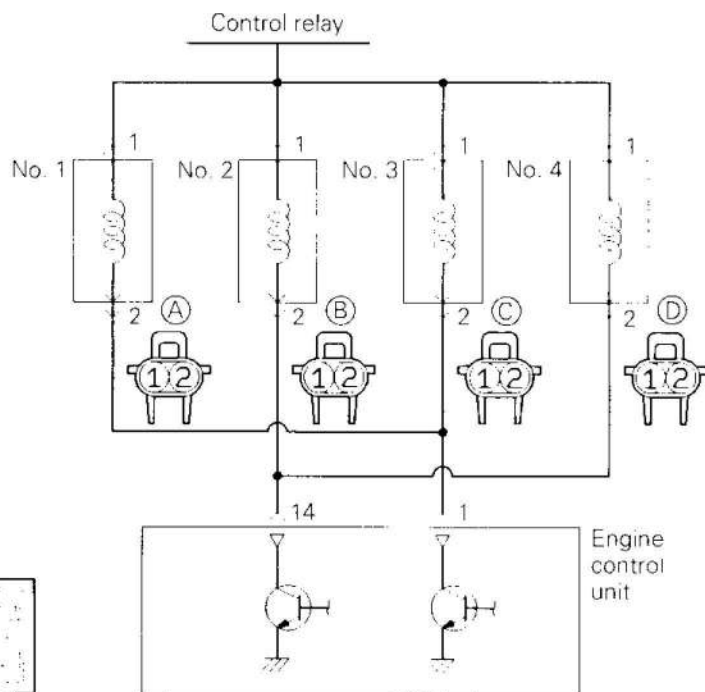 Control relay
1 1 1 1
No. 1 No. 2 No. 3 No. 4
2 A 2 B 2 C 2 D
1 2 1 2 1 2 1 2
14 1
Engine
control
unit